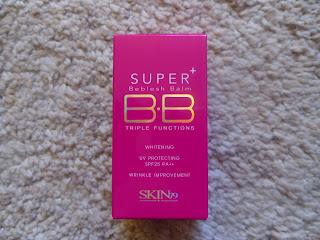 SUPER+
Beblesh Balm
B·B
TRIPLE FUNCTIONS
WHITENING
UV PROTECTING
SPF25 PA++
WRINKLE IMPROVEMENT
SKIN79